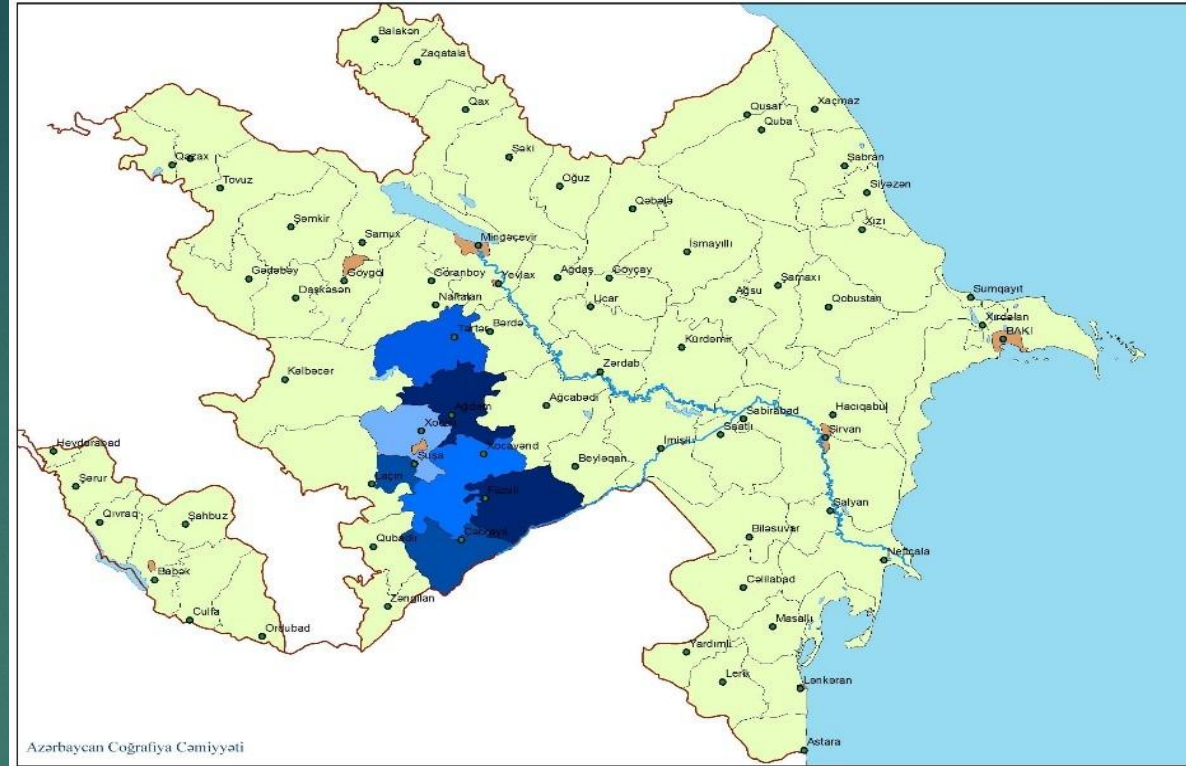 Balakən
Zaqatala
Qax
Qusar
Xaçmaz
Quba
Şəki
Qazax
Şabran
Tovuz
Oğuz
Siyəzən
Qəbələ
Şəmkir
Xızı
Samux
Mingəçevir
İsmayıllı
Gədəbəy
Göygöl
Goranboy
Yevlax
Ağdaş
Göyçay
Şamaxı
Daşkəsən
Naftalan
Ucar
Ağsu
Qobustan
Sumqayıt
Xırdalan
BAKI
Tərtər
Bərdə
Kürdəmir
Kəlbəcər
Zərdab
Ağcabədi
Ağdam
Sabirabad
Hacıqabul
Xocalı
Saatlı
Şirvan
Heydərabad
Xocavənd
İmişli
Şuşa
Beyləqan
Laçın
Şərur
Füzuli
Salyan
Qıvraq
Şahbuz
Biləsuvar
Qubadlı
Cəbrayıl
Neftçala
Babək
Cəlilabad
Zəngilan
Culfa
Masallı
Ordubad
Yardımlı
Lerik
Lənkəran
Astara
Azərbaycan Coğrafiya Cəmiyyəti